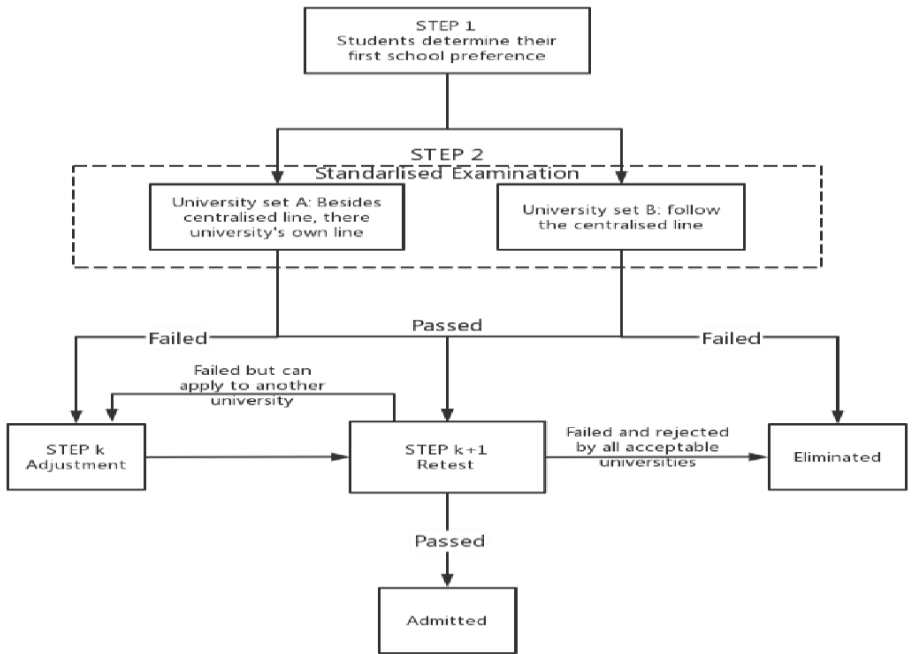 STEP 1
Students determine their
first school preference
STEP 2
Standarlised Examination
University set A: Besides
centralised line, there
university's own line
University set B: follow
the centralised line
Failed
Passed
Failed
Failed but can
apply to another
university
STEP k
Adjustment
STEP k+1
Retest
Failed and rejected
by all acceptable
universities
Eliminated
Passed
Admitted